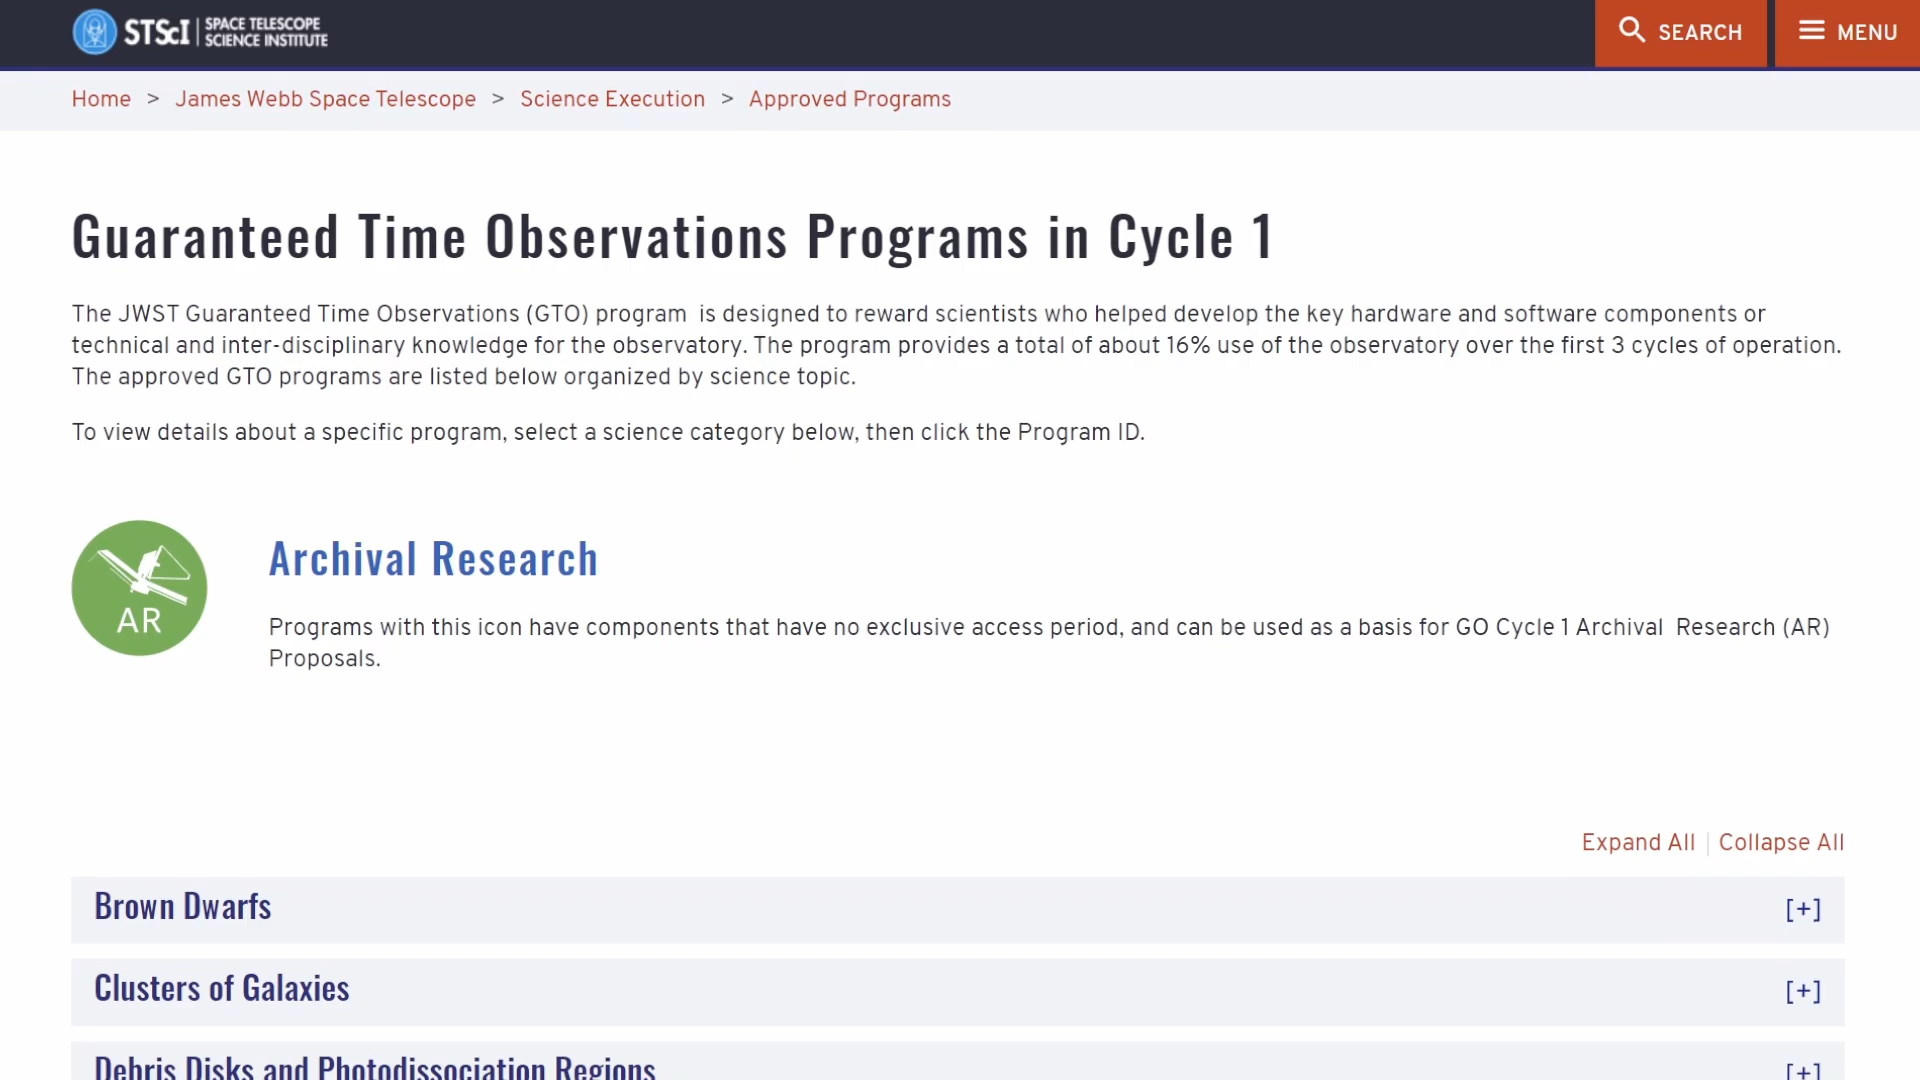 STScI | SPACE TELESCOPE
SCIENCE INSTITUTE
SEARCH
MENU
Home > James Webb Space Telescope > Science Execution > Approved Programs
Guaranteed Time Observations Programs in Cycle 1
The JWST Guaranteed Time Observations (GTO) program is designed to reward scientists who helped develop the key hardware and software components or
technical and inter-disciplinary knowledge for the observatory. The program provides a total of about 16% use of the observatory over the first 3 cycles of operation.
The approved GTO programs are listed below organized by science topic.
To view details about a specific program, select a science category below, then click the Program ID.
AR
Archival Research
Programs with this icon have components that have no exclusive access period, and can be used as a basis for GO Cycle 1 Archival Research (AR)
Proposals.
Expand All | Collapse All
Brown Dwarfs [+]
Clusters of Galaxies [+]
Debris Disks and Photodissociation Regions [+]